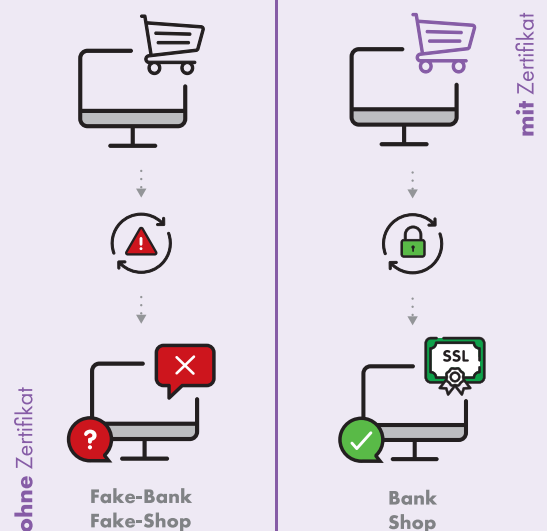 mit Zertifikat
ohne Zertifikat
?
SSL
Fake-Bank
Fake-Shop
Bank
Shop